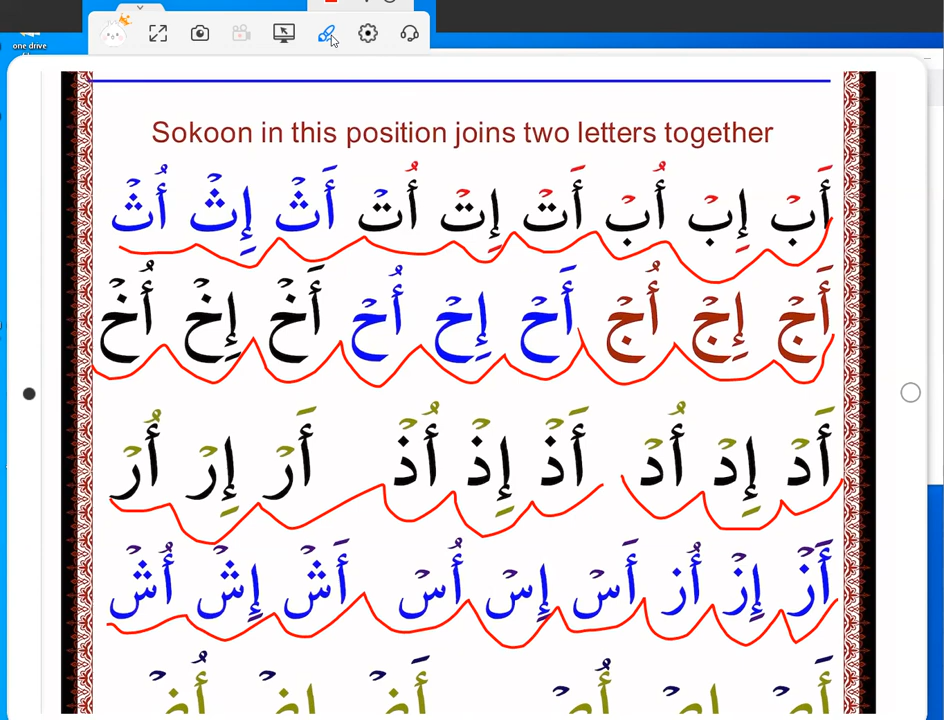 one drive
Sokoon in this position joins two letters together
أَبْ إِبْ أُبْ أَتْ إِتْ أُتْ أَثْ إِثْ أُثْ
أَجْ إِجْ أُجْ أَحْ إِحْ أُحْ أَخْ إِخْ أُخْ
أَدْ إِدْ أُدْ أَذْ إِذْ أُذْ أَرْ إِرْ أُرْ
أَزْ إِزْ أُزْ أَسْ إِسْ أُسْ أَشْ إِشْ أُشْ